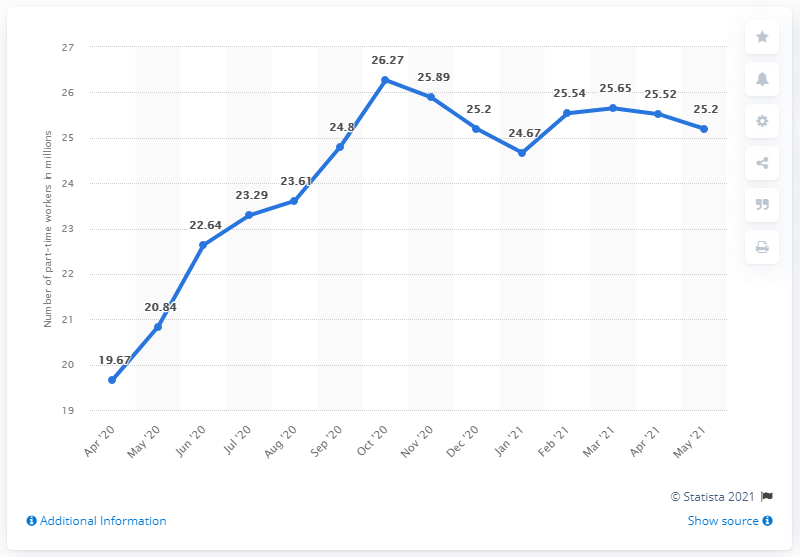 27
26
25
24
23
22
21
20
19
Number of part-time workers in millions
19.67
20.84
22.64
23.29
23.61
24.8
26.27
25.89
25.2
24.67
25.54
25.65
25.52
25.2
Apr '20
May '20
Jun '20
Jul '20
Aug '20
Sep '20
Oct '20
Nov '20
Dec '20
Jan '21
Feb '21
Mar '21
Apr '21
May '21
© Statista 2021
Additional Information
Show source